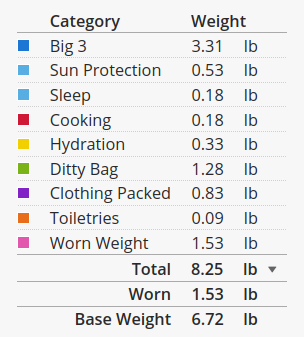 Category Weight
Big 3 3.31 lb
Sun Protection 0.53 lb
Sleep 0.18 lb
Cooking 0.18 lb
Hydration 0.33 lb
Ditty Bag 1.28 lb
Clothing Packed 0.83 lb
Toiletries 0.09 lb
Worn Weight 1.53 lb
Total 8.25 lb
Worn 1.53 lb
Base Weight 6.72 lb